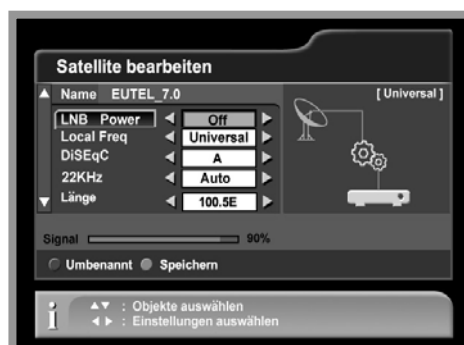 Satellite bearbeiten
Name EUTEL_7.0
[ Universal ]
LNB Power Off
Local Freq Universal
DiSEqC A
22KHz Auto
Länge 100.5E
Signal 90%
Umbenannt Speichern
i
▲▼ : Objekte auswählen
◄► : Einstellungen auswählen